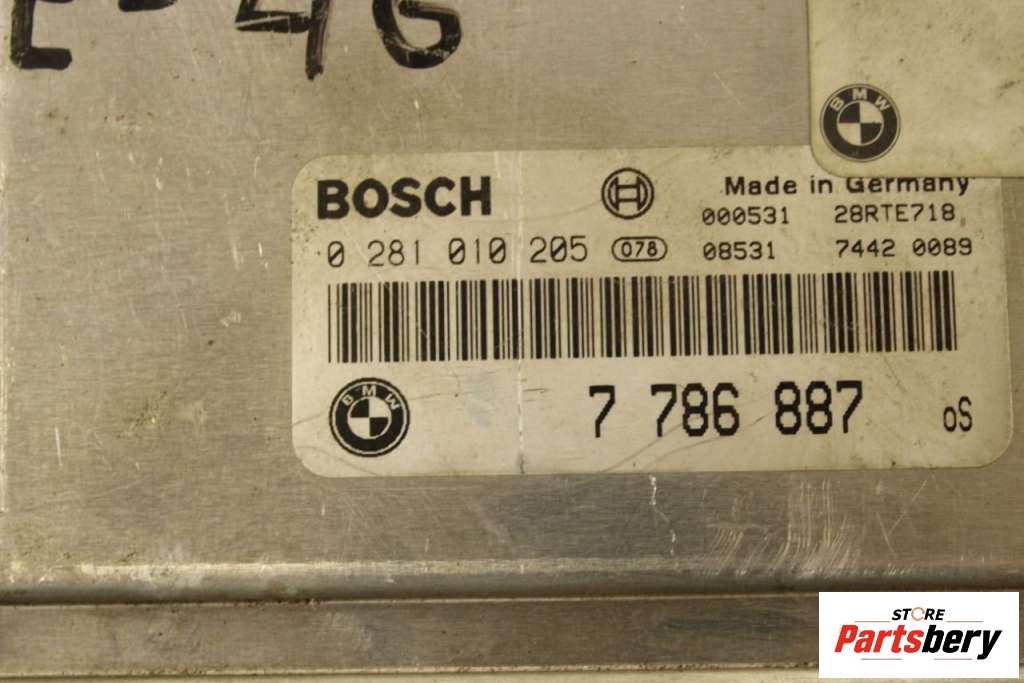 E-46
BMW
BOSCH
Made in Germany
000531 28RTE718
0 281 010 205 078 08531 7442 0089
BMW
7 786 887 oS
STORE
Partsbery